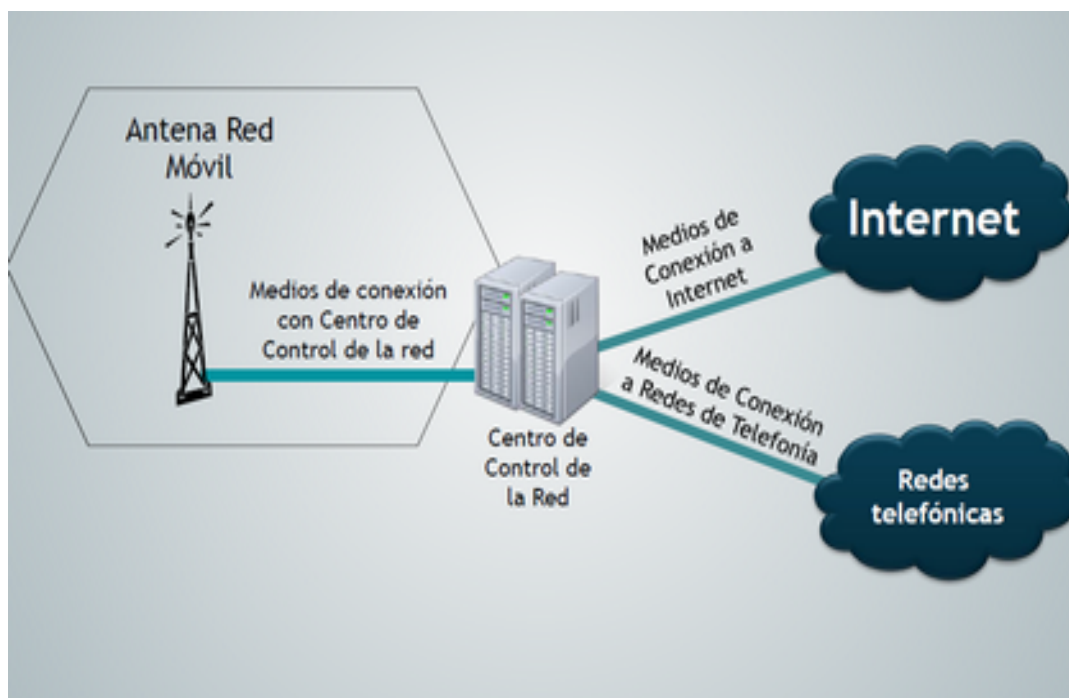 Antena Red
Móvil
Medios de conexión
con Centro de
Control de la red
Centro de
Control de
la Red
Medios de
Conexión a
Internet
Internet
Medios de Conexión
a Redes de Telefonía
Redes
telefónicas